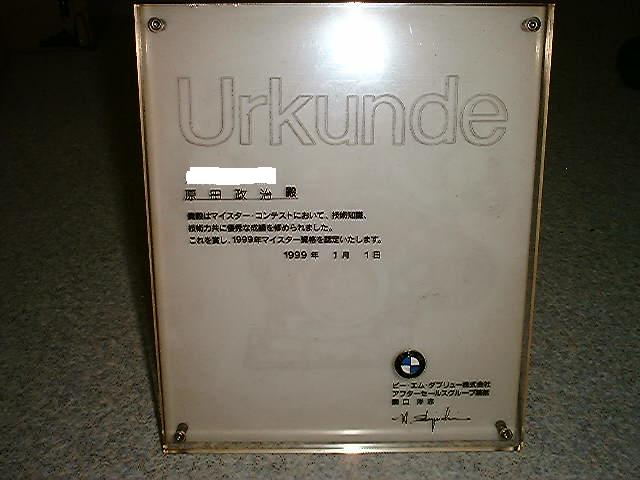 Urkunde
原田政治 殿
貴殿はマイスター・コンテストにおいて、技術知識、
技術力共に優秀な成績を修められました。
これを賞し、1999年マイスター資格を認定いたします。
1999 年 1 月 1 日
BMW
ビー・エム・ダブリュー株式会社
アフターセールスグループ
口 洋志